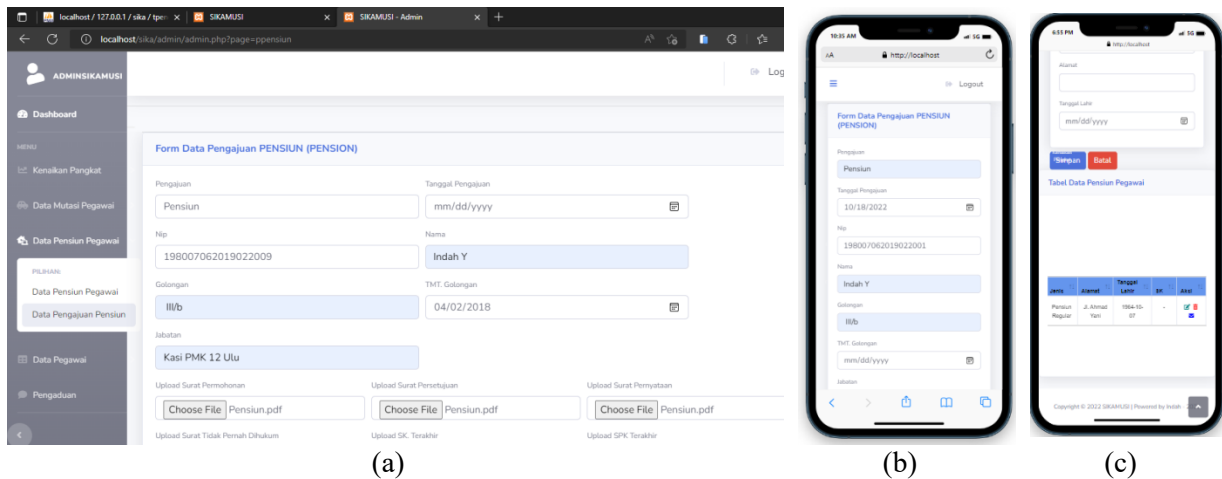 localhost / 127.0.0.1 / sika / tpen
SIKAMUSI
SIKAMUSI - Admin
localhost/sika/admin/admin.php?page=ppensiun
ADMINSIKAMUSI
Log
Dashboard
MENU
Kenaikan Pangkat
Data Mutasi Pegawai
Data Pensiun Pegawai
PILIHAN:
Data Pensiun Pegawai
Data Pengajuan Pensiun
Data Pegawai
Pengaduan
Form Data Pengajuan PENSIUN (PENSION)
Pengajuan Tanggal Pengajuan
Pensiun mm/dd/yyyy
Nip Nama
198007062019022009 Indah Y
Golongan TMT. Golongan
III/b 04/02/2018
Jabatan
Kasi PMK 12 Ulu
Upload Surat Permohonan Upload Surat Persetujuan Upload Surat Pernyataan
Choose File Pensiun.pdf Choose File Pensiun.pdf Choose File Pensiun.pdf
Upload Surat Tidak Pernah Dihukum Upload SK. Terakhir Upload SPK Terakhir
(a)
10:35 AM 5G
AA http://localhost
Logout
Form Data Pengajuan PENSIUN
(PENSION)
Pengajuan
Pensiun
Tanggal Pengajuan
10/18/2022
Nip
198007062019022001
Nama
Indah Y
Golongan
III/b
TMT. Golongan
mm/dd/yyyy
Jabatan
(b)
6:55 PM 5G
http://localhost
Alamat
Tanggal Lahir
mm/dd/yyyy
Simpan Batal
Tabel Data Pensiun Pegawai
Jenis Alamat Tanggal Lahir SK Aksi
Pensiun Jl. Ahmad 1964-10- -
Reguler Yani 07
Copyright © 2022 SIKAMUSI | Powered by Indah
(c)